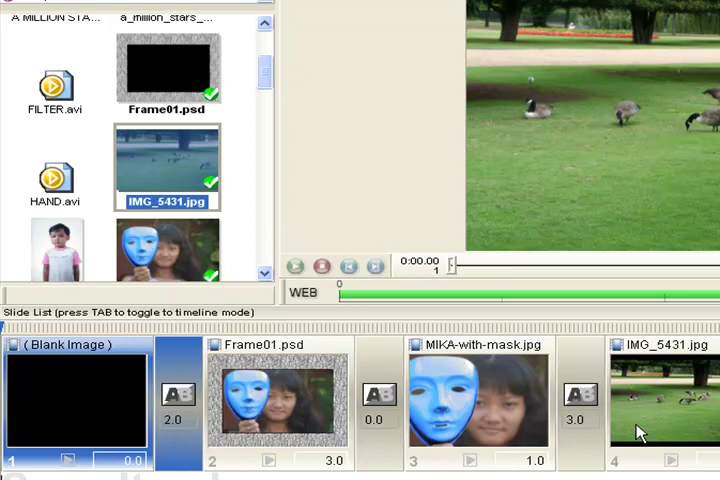 A MILLION STA...
a_million_stars_...
FILTER.avi
Frame01.psd
HAND.avi
IMG_5431.jpg
0:00.00
1
WEB
0
Slide List (press TAB to toggle to timeline mode)
( Blank Image )
Frame01.psd
MIKA-with-mask.jpg
IMG_5431.jpg
AB
2.0
AB
0.0
AB
3.0
1
0.0
2
3.0
3
1.0
4